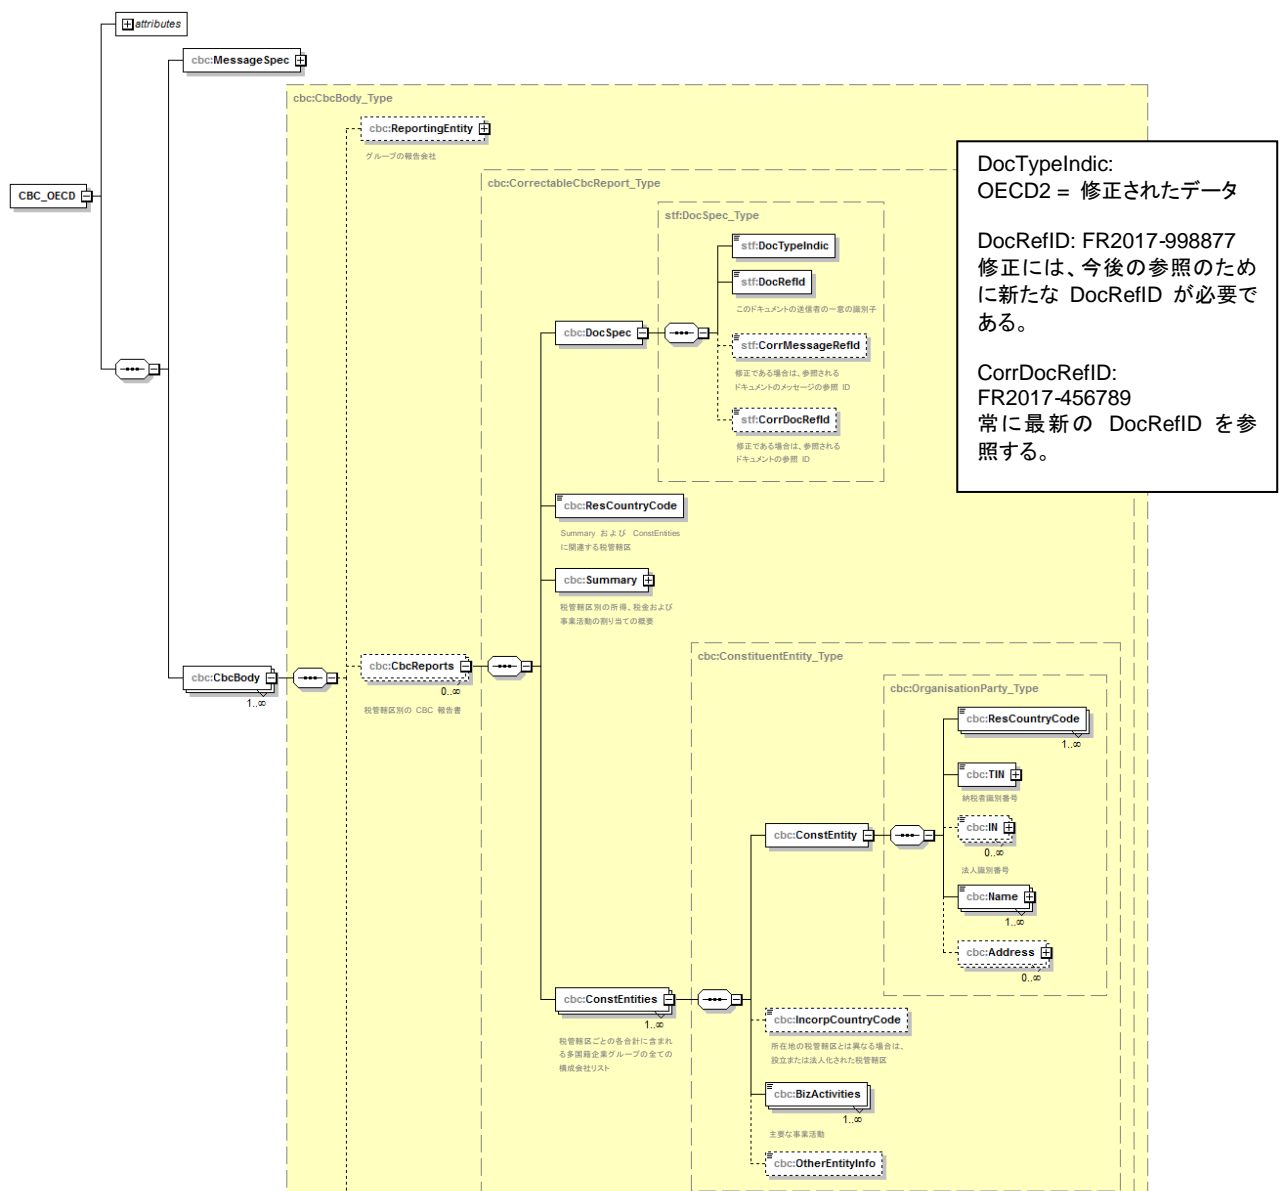 attributes
cbc:MessageSpec
cbc:CbcBody_Type
cbc:ReportingEntity
グループの報告会社
CBC_OECD
cbc:CorrectableCbcReport_Type
stf:DocSpec_Type
stf:DocTypeIndic
stf:DocRefId
このドキュメントの送信者の一意の識別子
cbc:DocSpec
stf:CorrMessageRefId
修正である場合は、参照される
ドキュメントのメッセージの参照 ID
stf:CorrDocRefId
修正である場合は、参照される
ドキュメントの参照 ID
DocTypeIndic:
OECD2 = 修正されたデータ
DocRefID: FR2017-998877
修正には、今後の参照のため
に新たな DocRefID が必要で
ある。
CorrDocRefID:
FR2017-456789
常に最新の DocRefID を参
照する。
cbc:ResCountryCode
Summary および ConstEntities
に関連する税管轄区
cbc:Summary
税管轄区別の所得、税金および
事業活動の割り当ての概要
cbc:CbcBody
1..∞
cbc:CbcReports
0..∞
税管轄区別の CBC 報告書
cbc:ConstituentEntity_Type
cbc:OrganisationParty_Type
cbc:ResCountryCode
1..∞
cbc:TIN
納税者識別番号
cbc:ConstEntity
cbc:IN
0..∞
法人識別番号
cbc:Name
1..∞
cbc:Address
0..∞
cbc:ConstEntities
1..∞
税管轄区ごとの各合計に含まれ
る多国籍企業グループの全ての
構成会社リスト
cbc:IncorpCountryCode
所在地の税管轄区とは異なる場合は、
設立または法人化された税管轄区
cbc:BizActivities
1..∞
主要な事業活動
cbc:OtherEntityInfo